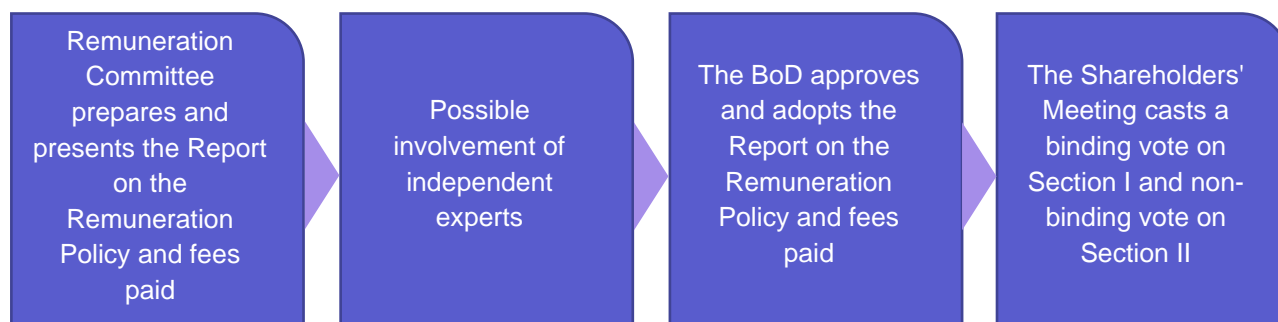 Remuneration
Committee
prepares and
presents the Report
on the
Remuneration
Policy and fees
paid
Possible
involvement of
independent
experts
The BoD approves
and adopts the
Report on the
Remuneration
Policy and fees
paid
The Shareholders'
Meeting casts a
binding vote on
Section I and non-
binding vote on
Section II